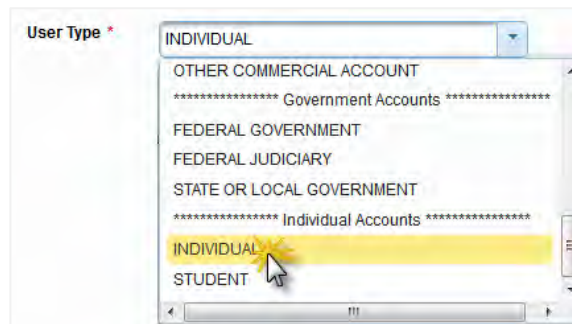 User Type *
INDIVIDUAL
OTHER COMMERCIAL ACCOUNT
**************** Government Accounts ****************
FEDERAL GOVERNMENT
FEDERAL JUDICIARY
STATE OR LOCAL GOVERNMENT
**************** Individual Accounts ****************
INDIVIDUAL
STUDENT